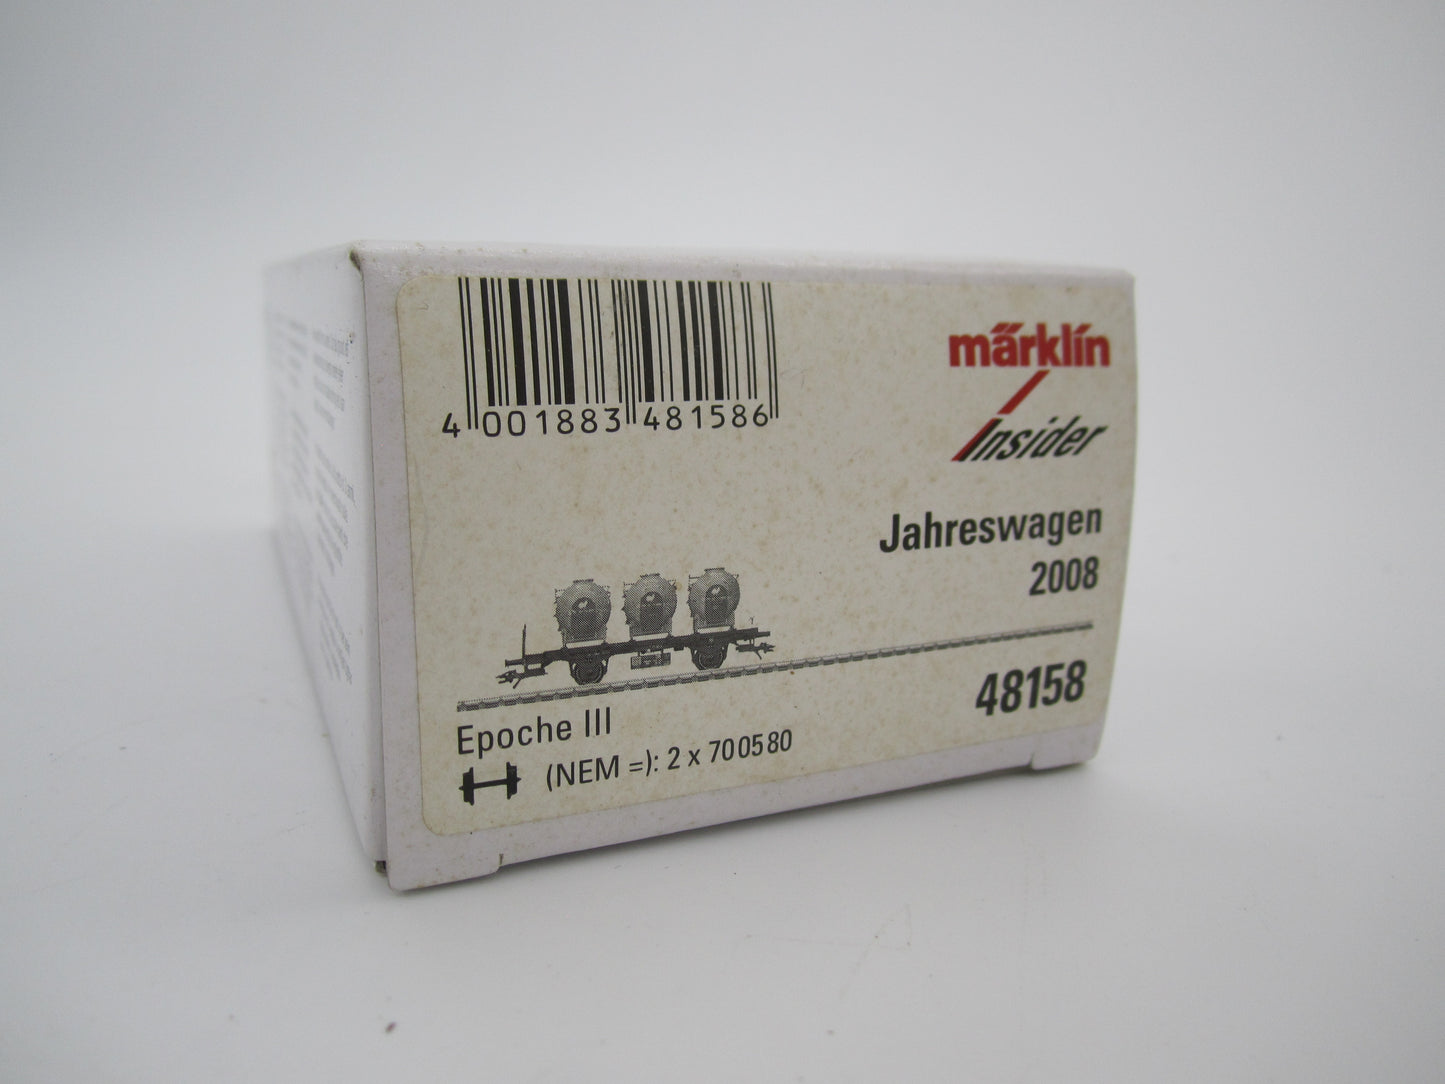 4 001883 481586
märklin
Insider
Jahreswagen
2008
48158
Epoche III
(NEM =): 2 x 700580